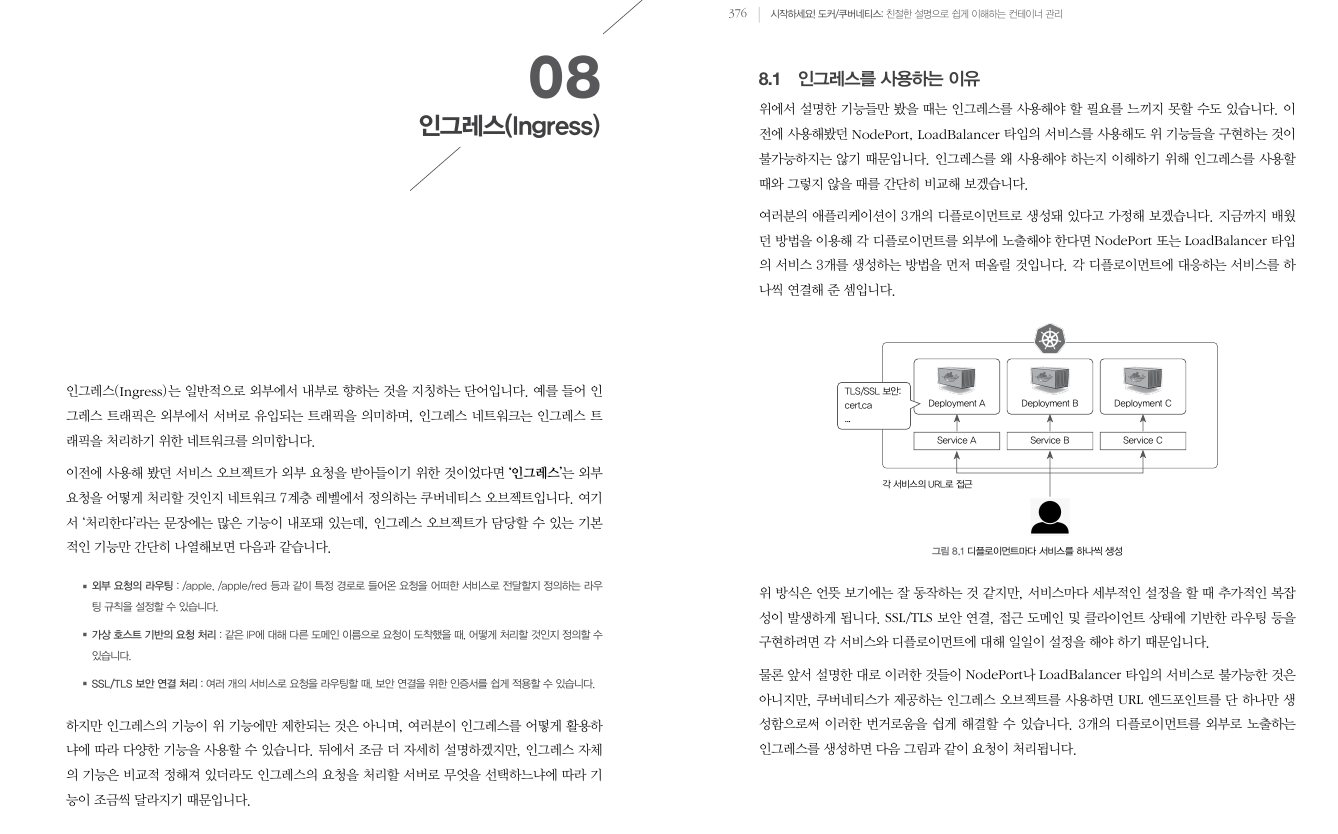 08
인그레스(Ingress)
인그레스(Ingress)는 일반적으로 외부에서 내부로 향하는 것을 지칭하는 단어입니다. 예를 들어 인
그레스 트래픽은 외부에서 서버로 유입되는 트래픽을 의미하며, 인그레스 네트워크는 인그레스 트
래픽을 처리하기 위한 네트워크를 의미합니다.
이전에 사용해 봤던 서비스 오브젝트가 외부 요청을 받아들이기 위한 것이었다면 '인그레스'는 외부
요청을 어떻게 처리할 것인지 네트워크 7계층 레벨에서 정의하는 쿠버네티스 오브젝트입니다. 여기
서 '처리한다'라는 문장에는 많은 기능이 내포돼 있는데, 인그레스 오브젝트가 담당할 수 있는 기본
적인 기능만 간단히 나열해보면 다음과 같습니다.
▪ 외부 요청의 라우팅 : /apple, /apple/red 등과 같이 특정 경로로 들어온 요청을 어떠한 서비스로 전달할지 정의하는 라우
팅 규칙을 설정할 수 있습니다.
▪ 가상 호스트 기반의 요청 처리 : 같은 IP에 대해 다른 도메인 이름으로 요청이 도착했을 때, 어떻게 처리할 것인지 정의할 수
있습니다.
▪ SSL/TLS 보안 연결 처리 : 여러 개의 서비스로 요청을 라우팅할 때, 보안 연결을 위한 인증서를 쉽게 적용할 수 있습니다.
하지만 인그레스의 기능이 위 기능에만 제한되는 것은 아니며, 여러분이 인그레스를 어떻게 활용하
냐에 따라 다양한 기능을 사용할 수 있습니다. 뒤에서 조금 더 자세히 설명하겠지만, 인그레스 자체
의 기능은 비교적 정해져 있더라도 인그레스의 요청을 처리할 서버로 무엇을 선택하느냐에 따라 기
능이 조금씩 달라지기 때문입니다.
376 시작하세요! 도커/쿠버네티스: 친절한 설명으로 쉽게 이해하는 컨테이너 관리
8.1 인그레스를 사용하는 이유
위에서 설명한 기능들만 봤을 때는 인그레스를 사용해야 할 필요를 느끼지 못할 수도 있습니다. 이
전에 사용해봤던 NodePort, LoadBalancer 타입의 서비스를 사용해도 위 기능들을 구현하는 것이
불가능하지는 않기 때문입니다. 인그레스를 왜 사용해야 하는지 이해하기 위해 인그레스를 사용할
때와 그렇지 않을 때를 간단히 비교해 보겠습니다.
여러분의 애플리케이션이 3개의 디플로이먼트로 생성돼 있다고 가정해 보겠습니다. 지금까지 배웠
던 방법을 이용해 각 디플로이먼트를 외부에 노출해야 한다면 NodePort 또는 LoadBalancer 타입
의 서비스 3개를 생성하는 방법을 먼저 떠올릴 것입니다. 각 디플로이먼트에 대응하는 서비스를 하
나씩 연결해 준 셈입니다.
TLS/SSL 보안:
cert.ca
...
Deployment A Deployment B Deployment C
Service A Service B Service C
각 서비스의 URL로 접근
그림 8.1 디플로이먼트마다 서비스를 하나씩 생성
위 방식은 언뜻 보기에는 잘 동작하는 것 같지만, 서비스마다 세부적인 설정을 할 때 추가적인 복잡
성이 발생하게 됩니다. SSL/TLS 보안 연결, 접근 도메인 및 클라이언트 상태에 기반한 라우팅 등을
구현하려면 각 서비스와 디플로이먼트에 대해 일일이 설정을 해야 하기 때문입니다.
물론 앞서 설명한 대로 이러한 것들이 NodePort나 LoadBalancer 타입의 서비스로 불가능한 것은
아니지만, 쿠버네티스가 제공하는 인그레스 오브젝트를 사용하면 URL 엔드포인트를 단 하나만 생
성함으로써 이러한 번거로움을 쉽게 해결할 수 있습니다. 3개의 디플로이먼트를 외부로 노출하는
인그레스를 생성하면 다음 그림과 같이 요청이 처리됩니다.